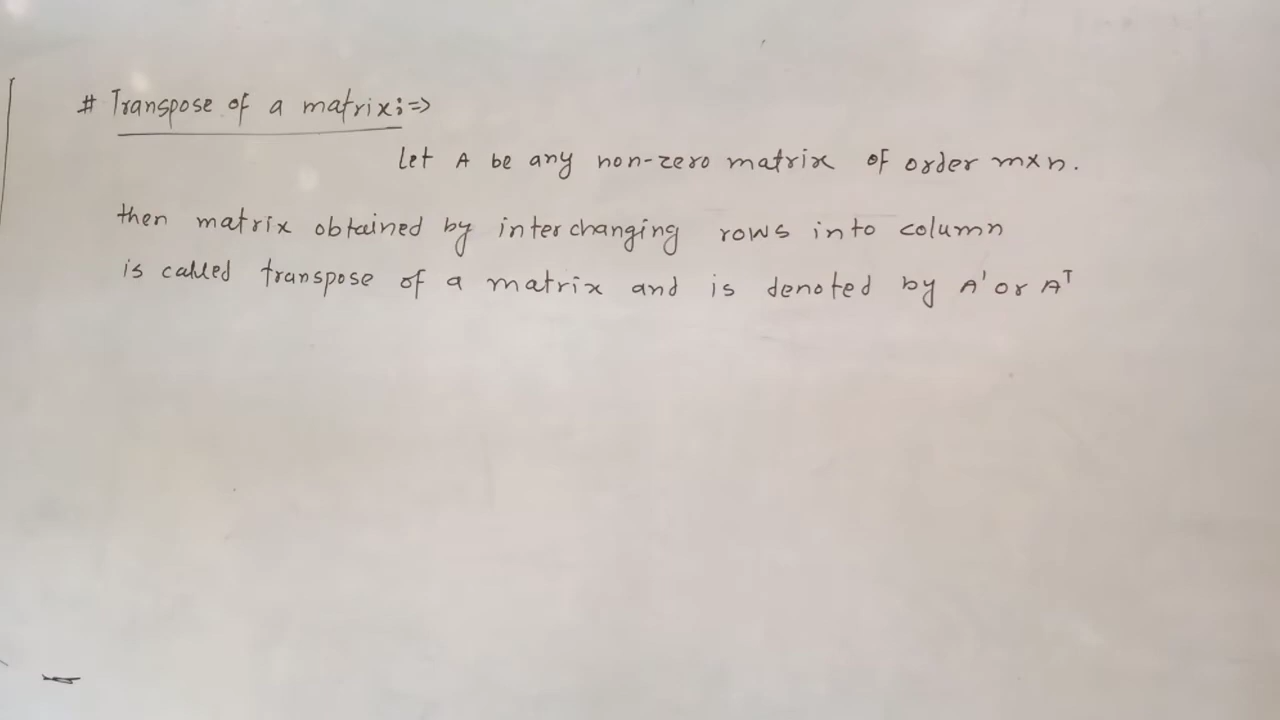 # Transpose of a matrix:=>
Let A be any non-zero matrix of order m×n.
then matrix obtained by interchanging rows into column
is called transpose of a matrix and is denoted by A' or Aᵀ